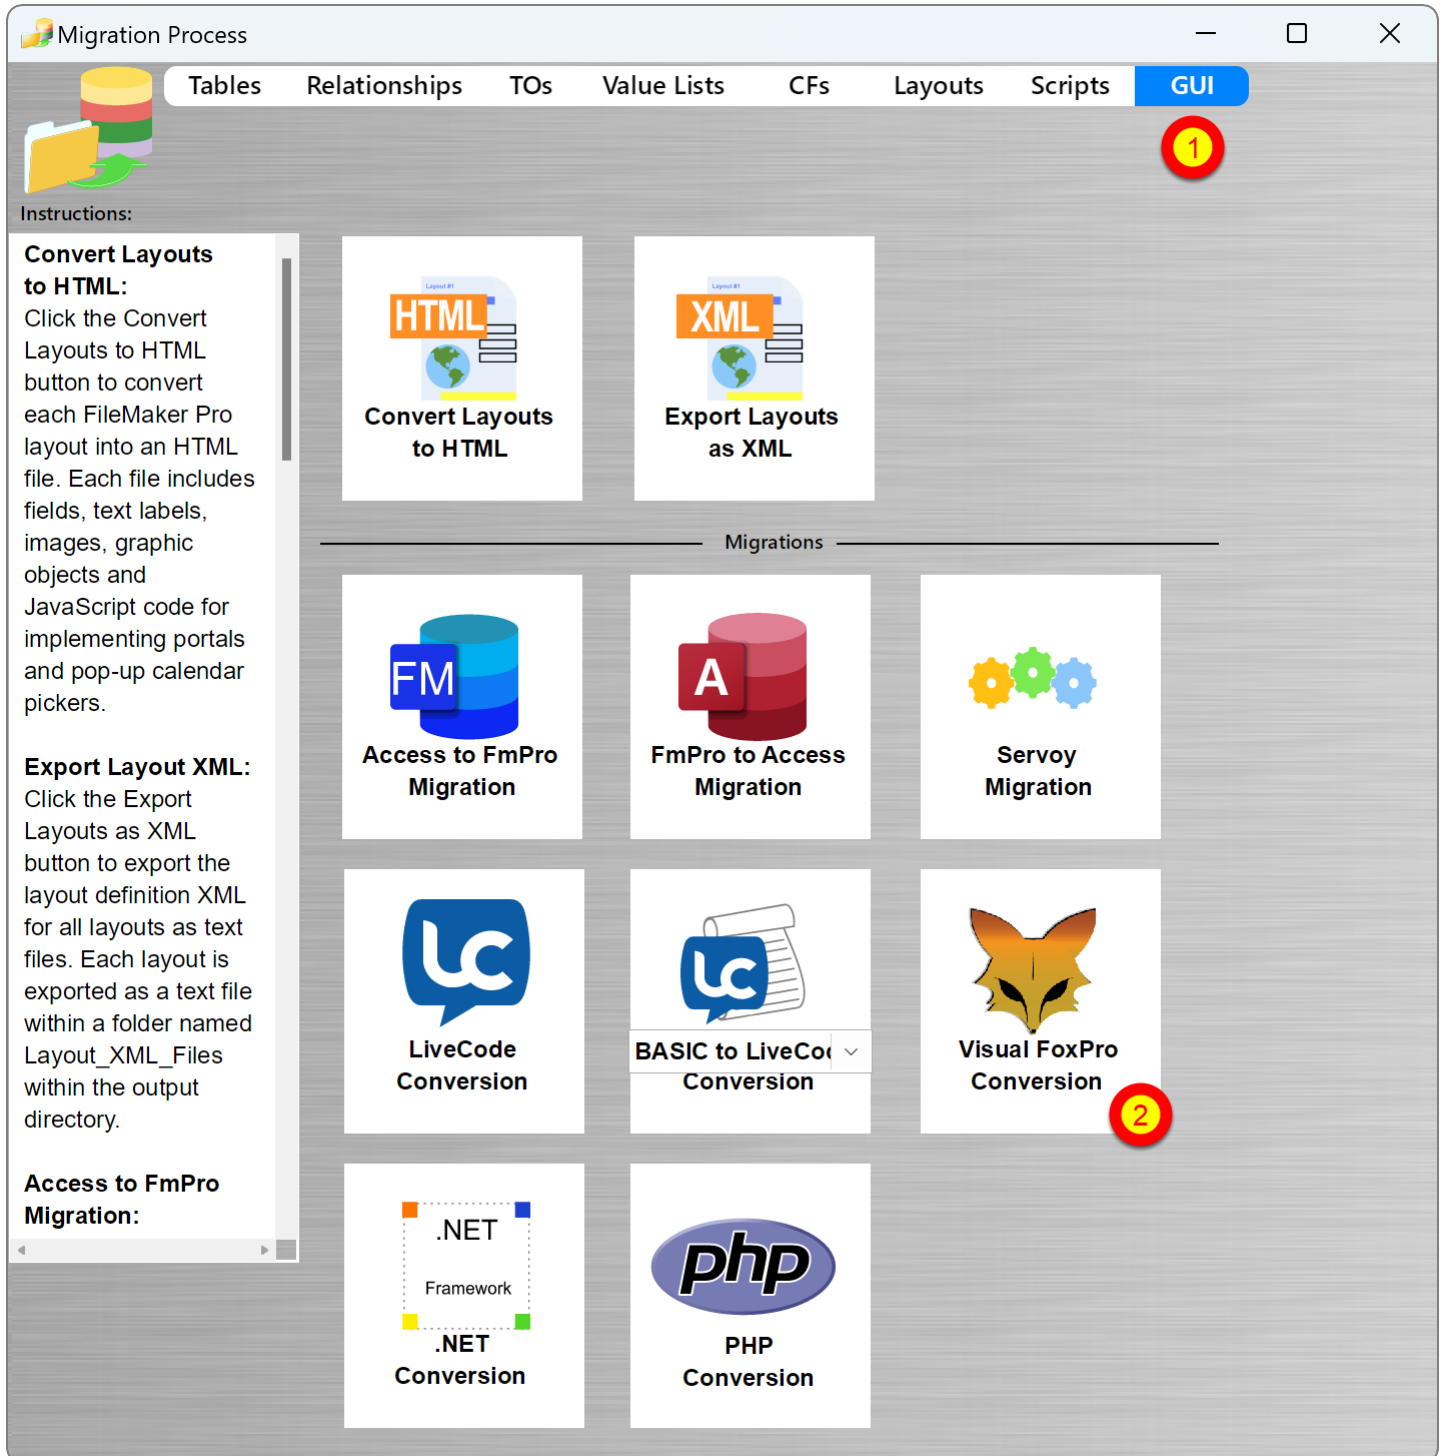 Migration Process
Tables Relationships TOs Value Lists CFs Layouts Scripts GUI
1
Instructions:
Convert Layouts
to HTML:
Click the Convert
Layouts to HTML
button to convert
each FileMaker Pro
layout into an HTML
file. Each file includes
fields, text labels,
images, graphic
objects and
JavaScript code for
implementing portals
and pop-up calendar
pickers.
Export Layout XML:
Click the Export
Layouts as XML
button to export the
layout definition XML
for all layouts as text
files. Each layout is
exported as a text file
within a folder named
Layout_XML_Files
within the output
directory.
Access to FmPro
Migration:
Layout #1
HTML
Convert Layouts
to HTML
Layout #1
XML
Export Layouts
as XML
Migrations
FM
Access to FmPro
Migration
A
FmPro to Access
Migration
Servoy
Migration
LC
LiveCode
Conversion
LC
BASIC to LiveCo
Conversion
Visual FoxPro
Conversion
2
.NET
Framework
.NET
Conversion
php
PHP
Conversion